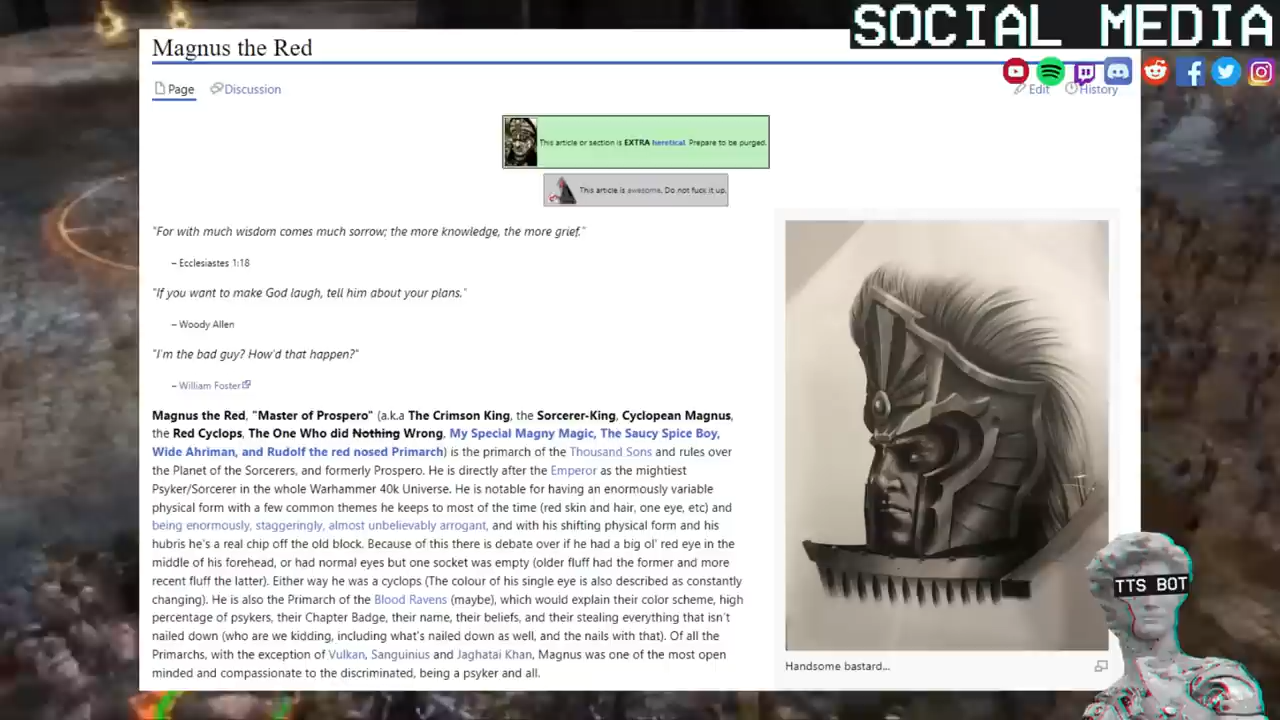 SOCIAL MEDIA
Magnus the Red
Page
Discussion
Edit
History
This article or section is EXTRA heretical. Prepare to be purged.
This article is awesome. Do not fuck it up.
"For with much wisdom comes much sorrow; the more knowledge, the more grief."
– Ecclesiastes 1:18
"If you want to make God laugh, tell him about your plans."
– Woody Allen
"I'm the bad guy? How'd that happen?"
– William Foster
Magnus the Red, "Master of Prospero" (a.k.a The Crimson King, the Sorcerer-King, Cyclopean Magnus,
the Red Cyclops, The One Who did Nothing Wrong, My Special Magny Magic, The Saucy Spice Boy,
Wide Ahriman, and Rudolf the red nosed Primarch) is the primarch of the Thousand Sons and rules over
the Planet of the Sorcerers, and formerly Prospero. He is directly after the Emperor as the mightiest
Psyker/Sorcerer in the whole Warhammer 40k Universe. He is notable for having an enormously variable
physical form with a few common themes he keeps to most of the time (red skin and hair, one eye, etc) and
being enormously, staggeringly, almost unbelievably arrogant, and with his shifting physical form and his
hubris he's a real chip off the old block. Because of this there is debate over if he had a big ol' red eye in the
middle of his forehead, or had normal eyes but one socket was empty (older fluff had the former and more
recent fluff the latter). Either way he was a cyclops (The colour of his single eye is also described as constantly
changing). He is also the Primarch of the Blood Ravens (maybe), which would explain their color scheme, high
percentage of psykers, their Chapter Badge, their name, their beliefs, and their stealing everything that isn't
nailed down (who are we kidding, including what's nailed down as well, and the nails with that). Of all the
Primarchs, with the exception of Vulkan, Sanguinius and Jaghatai Khan, Magnus was one of the most open
minded and compassionate to the discriminated, being a psyker and all.
Handsome bastard...
TTS BOT